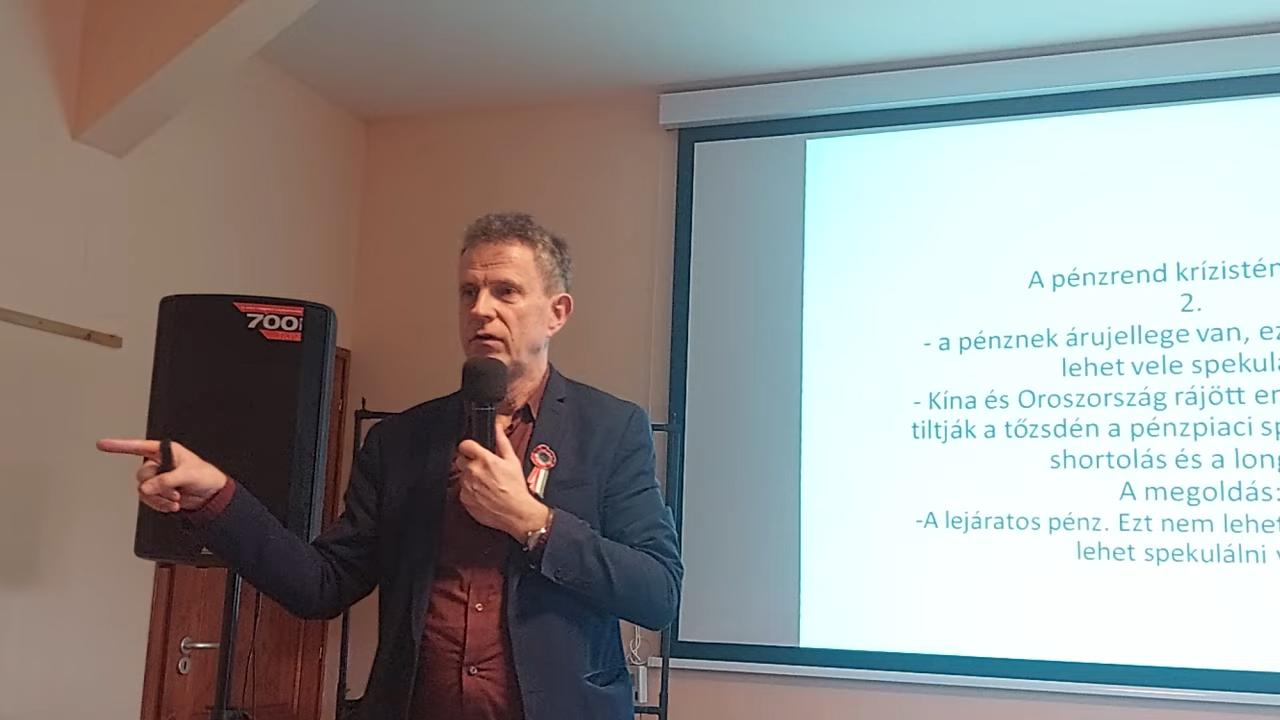 700
A pénzrend krízistén
2.
- a pénznek árujellege van, ez
lehet vele spekulá
- Kína és Oroszország rájött er
tiltják a tőzsdén a pénzpiaci sp
shortolás és a long
A megoldás:
-A lejáratos pénz. Ezt nem lehet
lehet spekulálni v